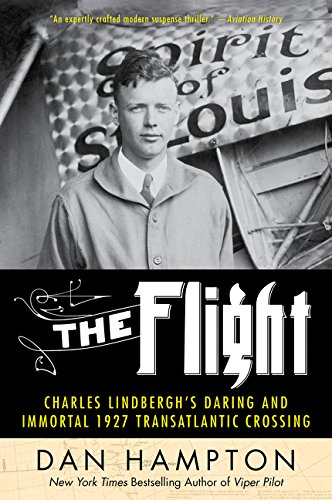 "An expertly crafted modern suspense thriller." — Aviation History
Spirit
of
St. Louis
THE Flight
CHARLES LINDBERGH'S DARING AND
IMMORTAL 1927 TRANSATLANTIC CROSSING
DAN HAMPTON
New York Times Bestselling Author of Viper Pilot